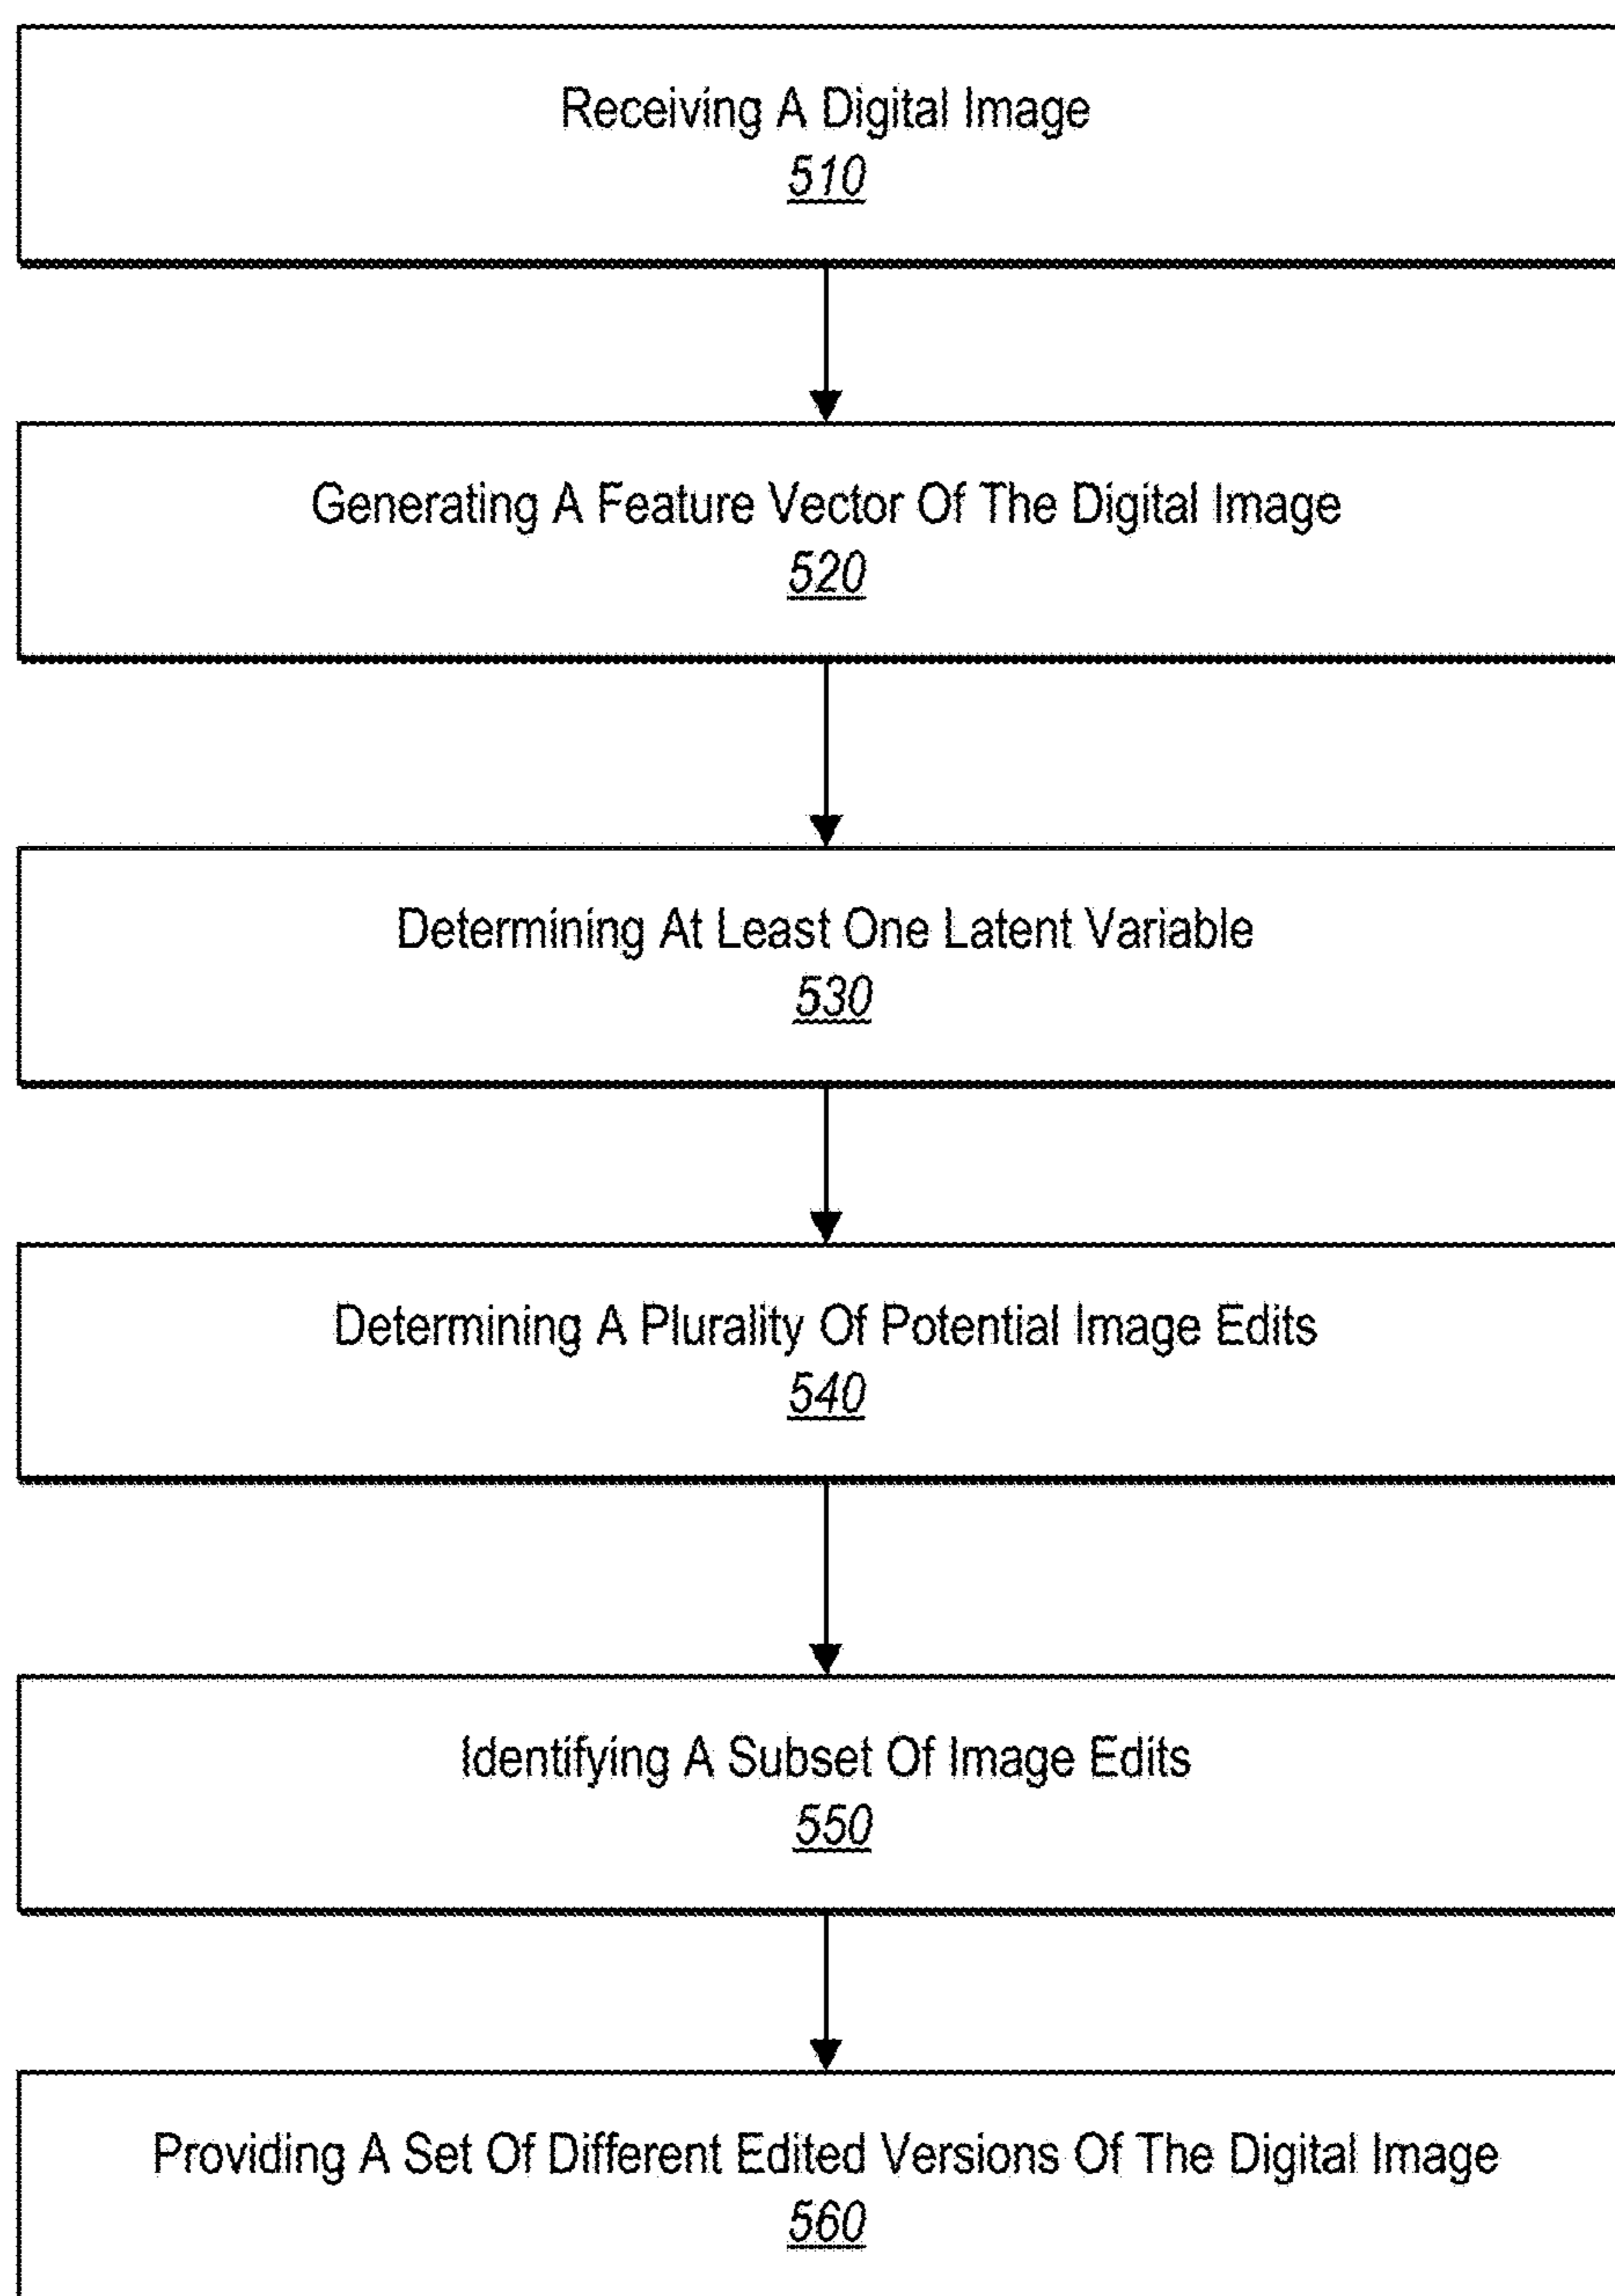 Receiving A Digital Image
510
Generating A Feature Vector Of The Digital Image
520
Determining At Least One Latent Variable
530
Determining A Plurality Of Potential Image Edits
540
Identifying A Subset Of Image Edits
550
Providing A Set Of Different Edited Versions Of The Digital Image
560